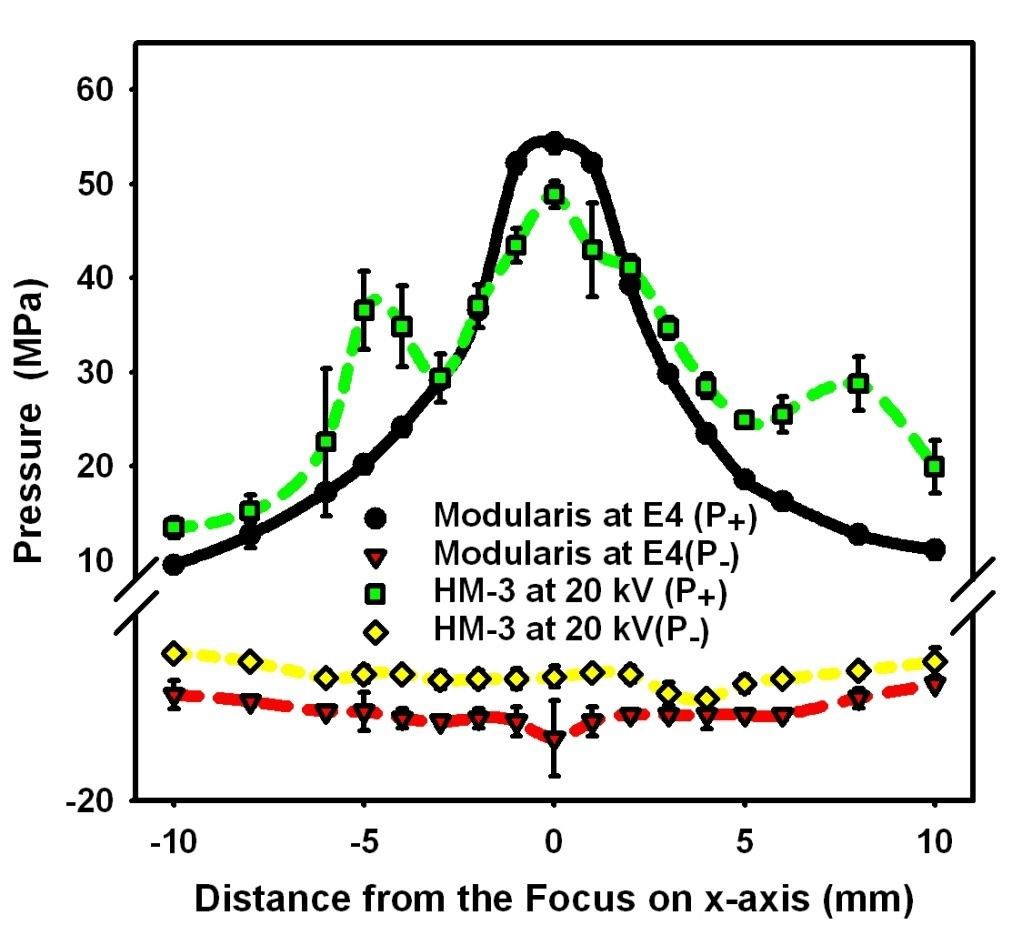 60
50
40
30
20
10
-20
Pressure (MPa)
Modularis at E4 (P+)
Modularis at E4(P-)
HM-3 at 20 kV (P+)
HM-3 at 20 kV(P-)
-10 -5 0 5 10
Distance from the Focus on x-axis (mm)